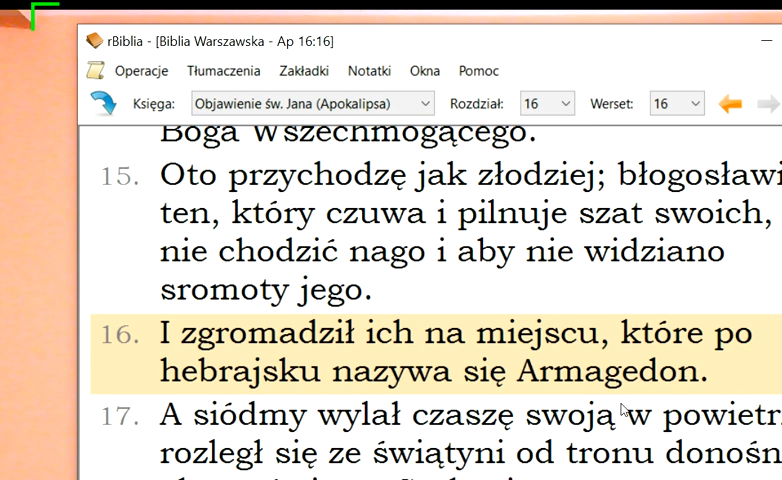 rBiblia - [Biblia Warszawska - Ap 16:16]
Operacje Tłumaczenia Zakładki Notatki Okna Pomoc
Księga: Objawienie św. Jana (Apokalipsa) Rozdział: 16 Werset: 16
Boga Wszechmogącego.
15. Oto przychodzę jak złodziej; błogosławi
ten, który czuwa i pilnuje szat swoich,
nie chodzić nago i aby nie widziano
sromoty jego.
16. I zgromadził ich na miejscu, które po
hebrajsku nazywa się Armagedon.
17. A siódmy wylał czaszę swoją w powietrz
rozległ się ze świątyni od tronu donośn